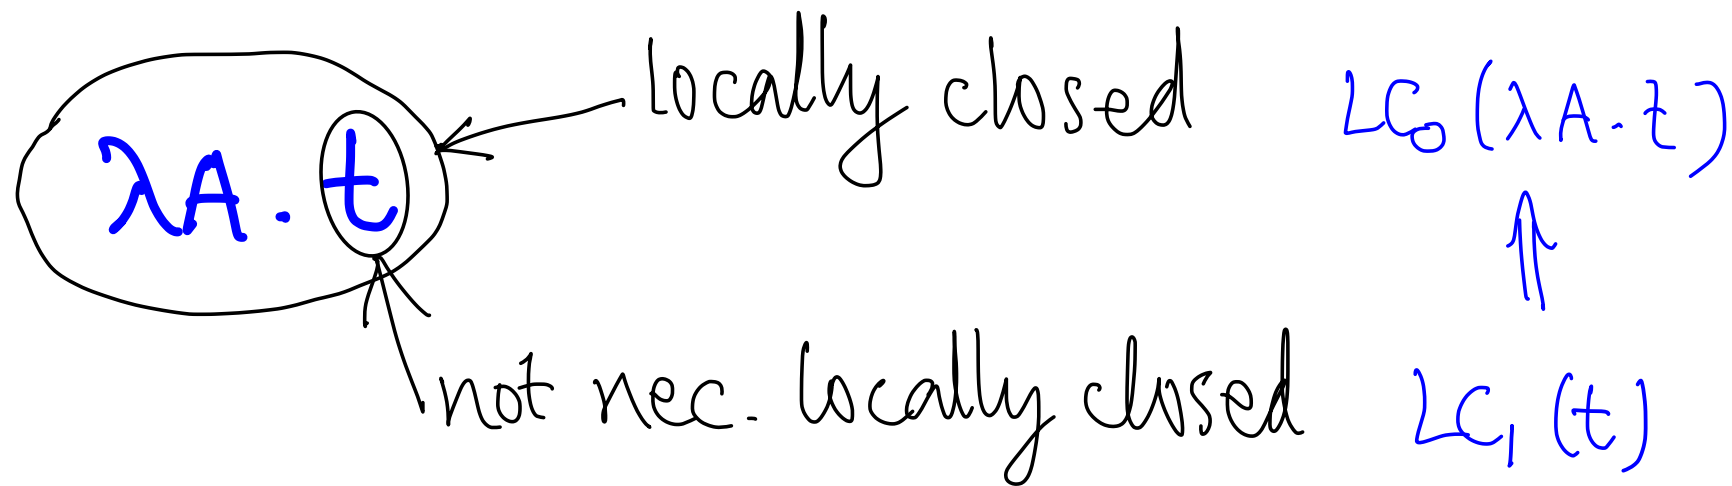 locally closed
LC₀ (λA.t)
λA.t
⇑
not nec. locally closed
LC₁ (t)